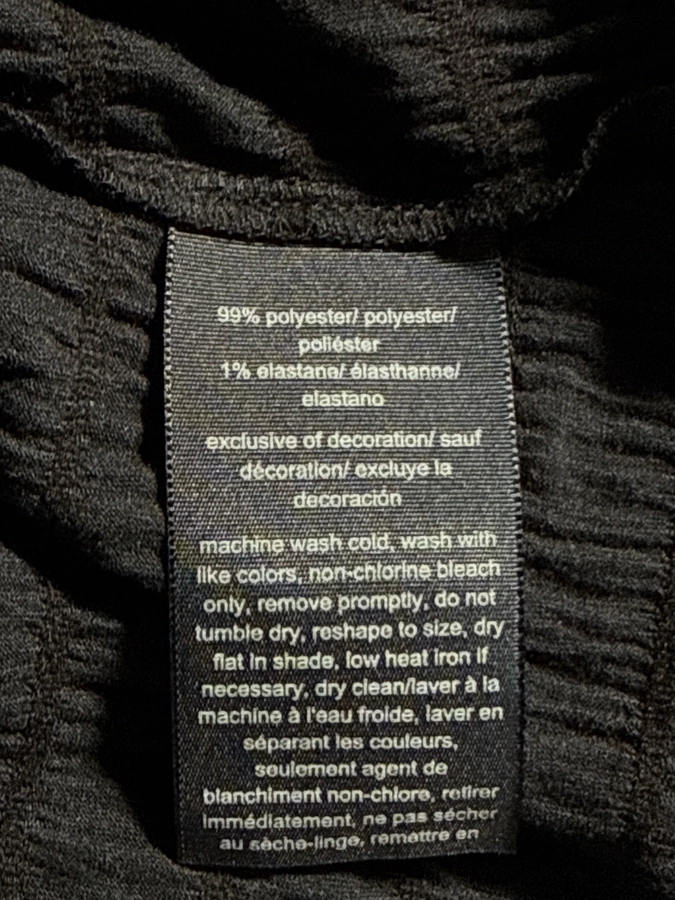 99% polyester/ polyester/
poliéster
1% elastane/ élasthanne/
elastano
exclusive of decoration/ sauf
décoration/ excluye la
decoración
machine wash cold, wash with
like colors, non-chlorine bleach
only, remove promptly, do not
tumble dry, reshape to size, dry
flat in shade, low heat iron if
necessary, dry clean/laver à la
machine à l'eau froide, laver en
séparant les couleurs,
seulement agent de
blanchiment non-chlore, retirer
immédiatement, ne pas sécher
au sèche-linge, remettre en